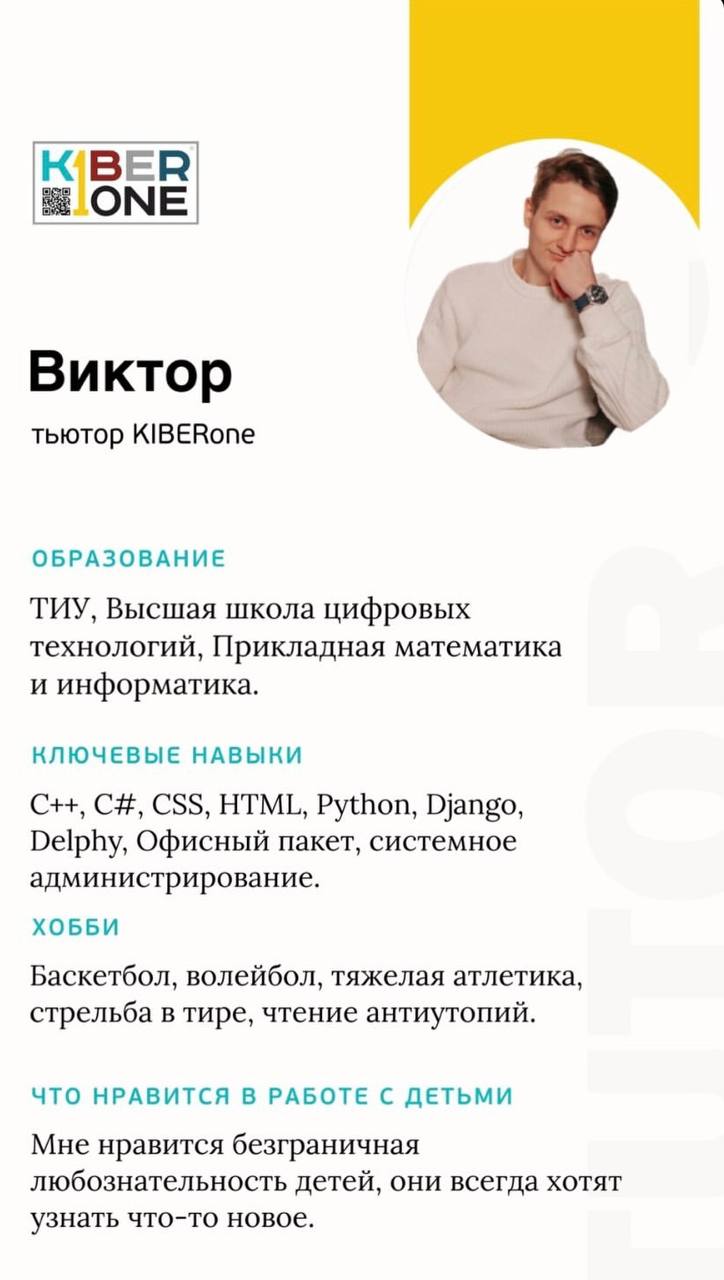 KIBER
ONE
Виктор
тьютор KIBERone
ОБРАЗОВАНИЕ
ТИУ, Высшая школа цифровых
технологий, Прикладная математика
и информатика.
КЛЮЧЕВЫЕ НАВЫКИ
C++, C#, CSS, HTML, Python, Django,
Delphy, Офисный пакет, системное
администрирование.
ХОББИ
Баскетбол, волейбол, тяжелая атлетика,
стрельба в тире, чтение антиутопий.
ЧТО НРАВИТСЯ В РАБОТЕ С ДЕТЬМИ
Мне нравится безграничная
любознательность детей, они всегда хотят
узнать что-то новое.
TUTOR